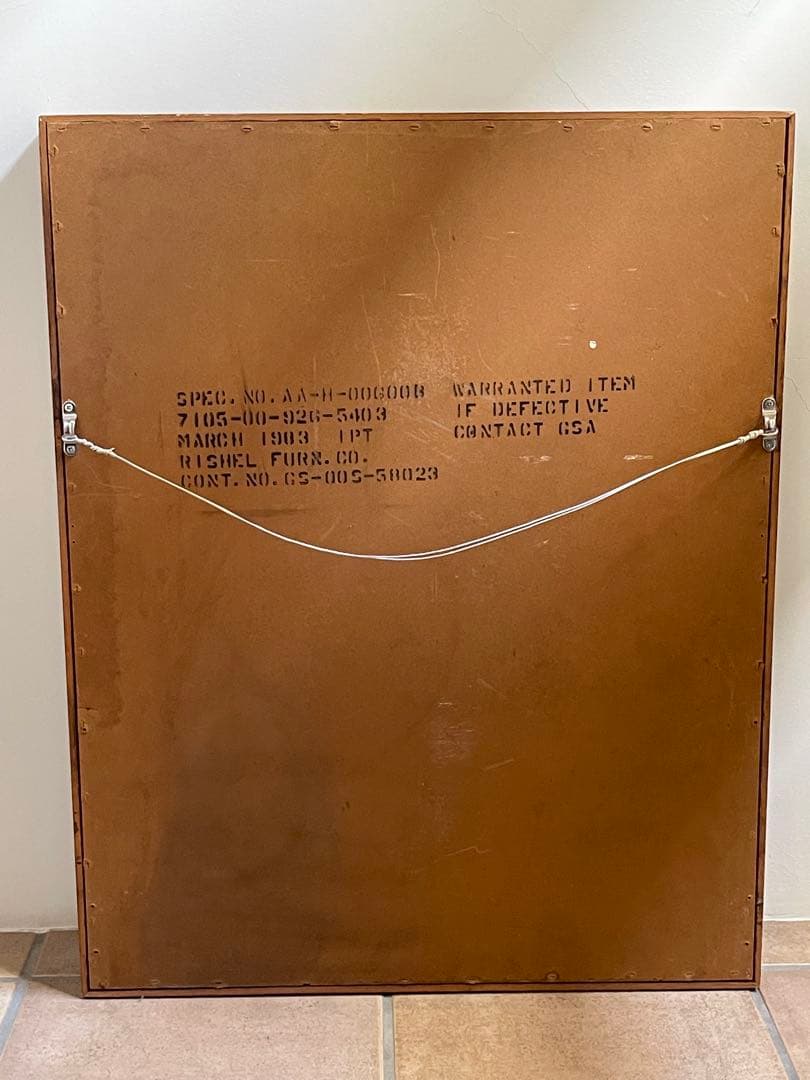 SPEC. NO. AA-H-00600B
7105-00-926-5403
MARCH 1983 IPT
RISHEL FURN. CO.
CONT. NO. GS-00S-58023
WARRANTED ITEM
IF DEFECTIVE
CONTACT GSA